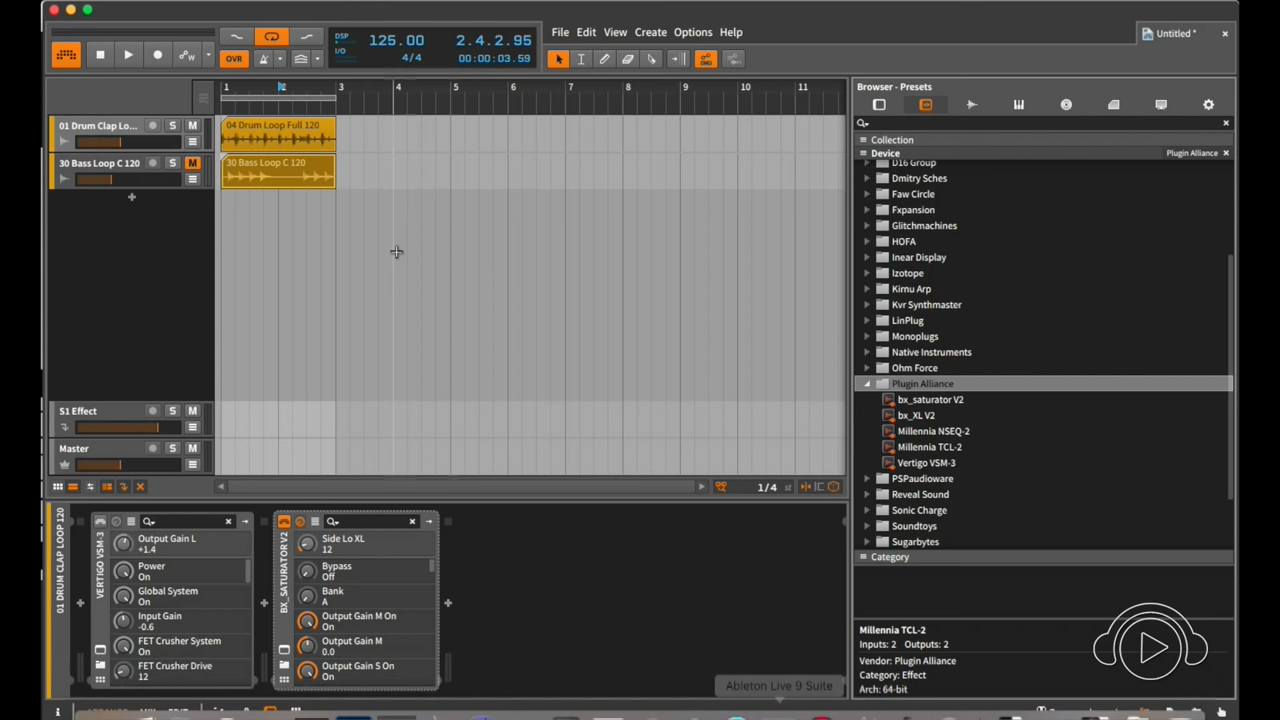 DSP
I/O
125.00
4/4
2.4.2.95
00:00:03.59
OVR
File Edit View Create Options Help
Untitled *
1 2 3 4 5 6 7 8 9 10 11
01 Drum Clap Lo... S M
04 Drum Loop Full 120
30 Bass Loop C 120 S M
30 Bass Loop C 120
S1 Effect S M
Master S M
1/4 st
Browser - Presets
Collection
Device Plugin Alliance
D16 Group
Dmitry Sches
Faw Circle
Fxpansion
Glitchmachines
HOFA
Inear Display
Izotope
Kirnu Arp
Kvr Synthmaster
LinPlug
Monoplugs
Native Instruments
Ohm Force
Plugin Alliance
bx_saturator V2
bx_XL V2
Millennia NSEQ-2
Millennia TCL-2
Vertigo VSM-3
PSPaudioware
Reveal Sound
Sonic Charge
Soundtoys
Sugarbytes
Category
Millennia TCL-2
Inputs: 2 Outputs: 2
Vendor: Plugin Alliance
Category: Effect
Arch: 64-bit
01 DRUM CLAP LOOP 120
VERTIGO VSM-3
Output Gain L
+1.4
Power
On
Global System
On
Input Gain
-0.6
FET Crusher System
On
FET Crusher Drive
12
BX_SATURATOR V2
Side Lo XL
12
Bypass
Off
Bank
A
Output Gain M On
On
Output Gain M
0.0
Output Gain S On
On
Ableton Live 9 Suite